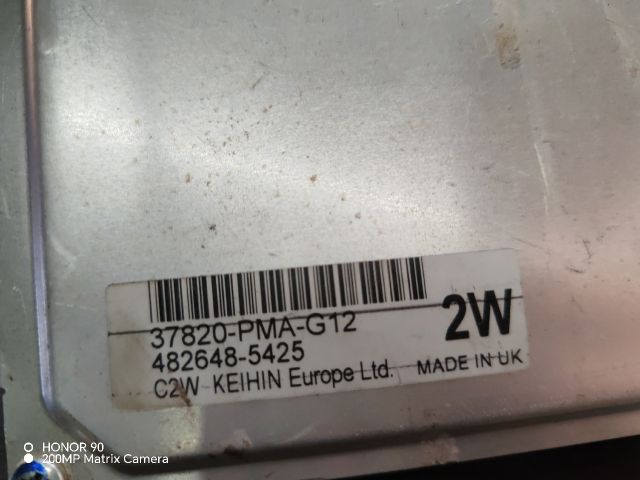 37820-PMA-G12
2W
482648-5425
C2W KEIHIN Europe Ltd. MADE IN UK
HONOR 90
200MP Matrix Camera